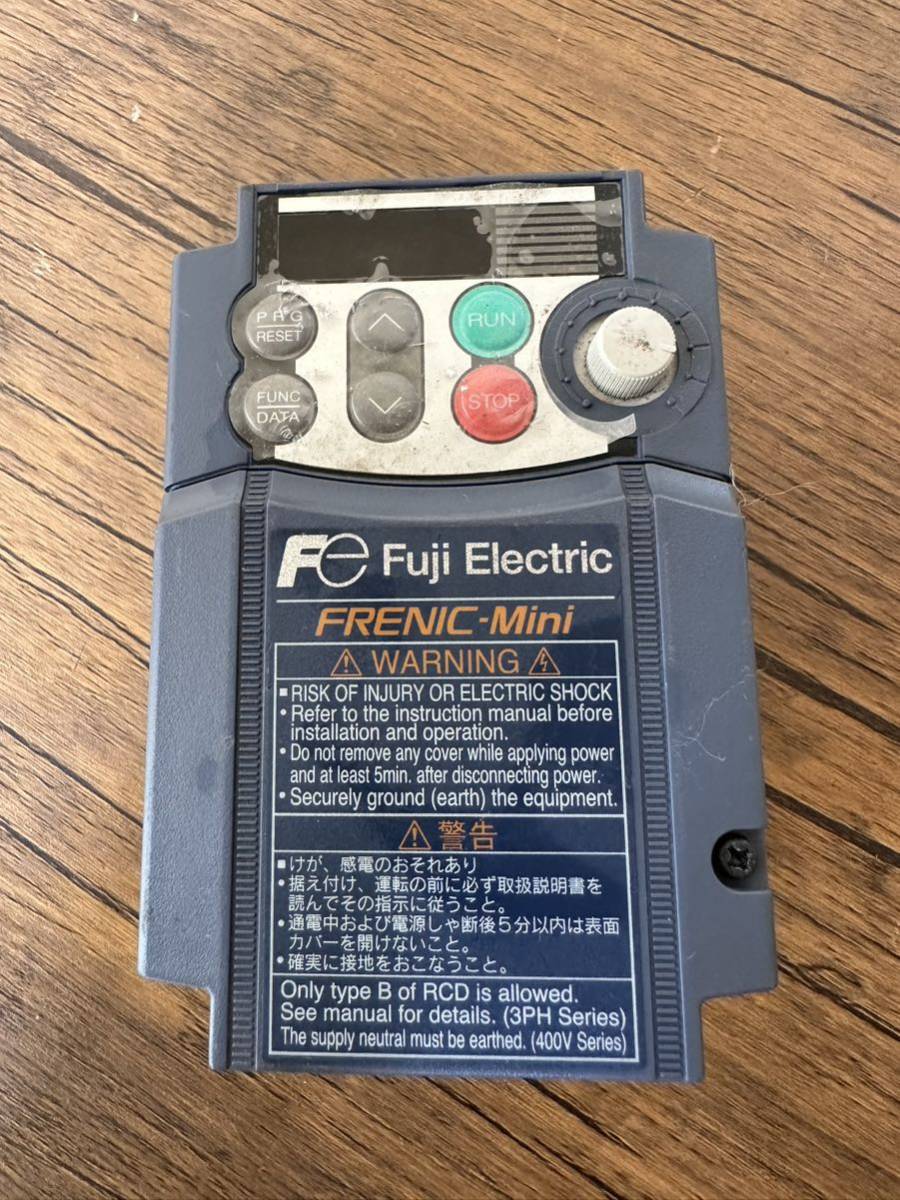 PRG
RESET
RUN
FUNC
DATA
STOP
Fe Fuji Electric
FRENIC-Mini
WARNING
▪ RISK OF INJURY OR ELECTRIC SHOCK
• Refer to the instruction manual before
installation and operation.
• Do not remove any cover while applying power
and at least 5min. after disconnecting power.
• Securely ground (earth) the equipment.
警告
▪ けが、感電のおそれあり
• 据え付け、運転の前に必ず取扱説明書を
読んでその指示に従うこと。
• 通電中および電源しゃ断後5分以内は表面
カバーを開けないこと。
• 確実に接地をおこなうこと。
Only type B of RCD is allowed.
See manual for details. (3PH Series)
The supply neutral must be earthed. (400V Series)